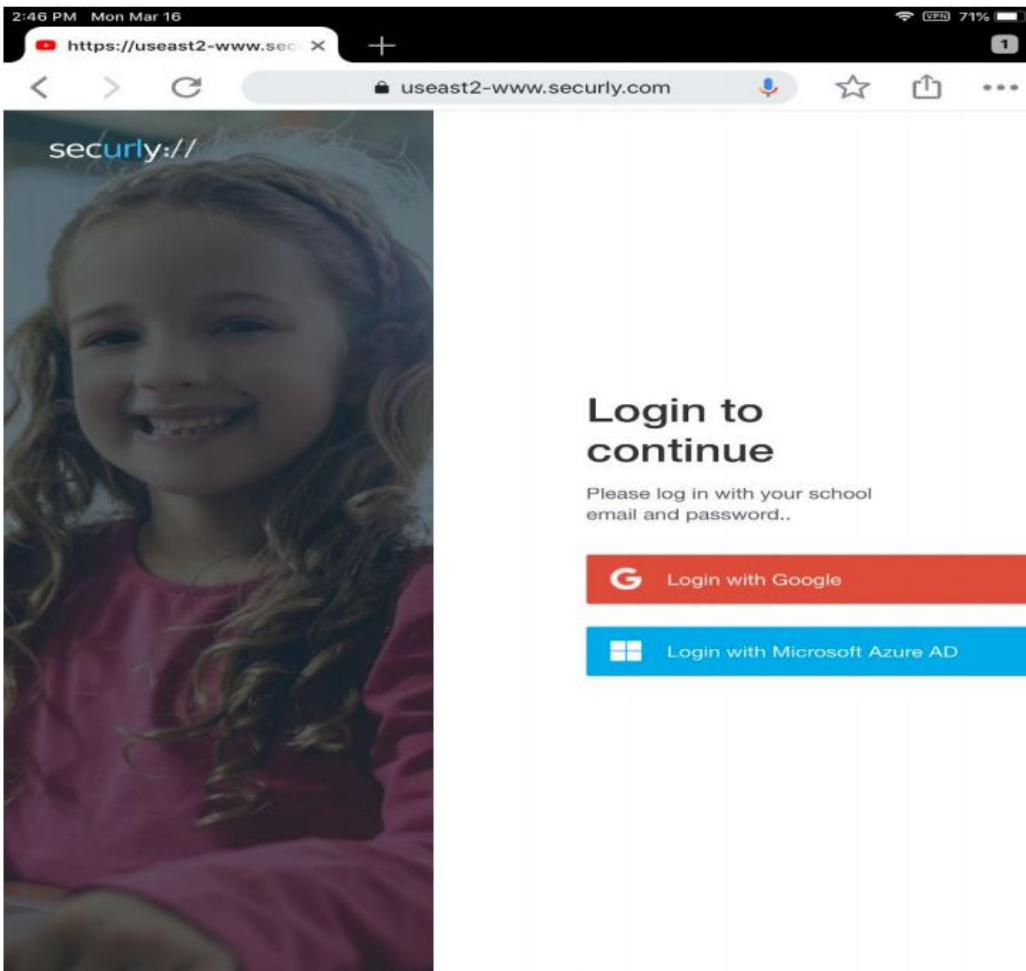 2:46 PM Mon Mar 16 VPN 71%
https://useast2-www.sec
1
useast2-www.securly.com
securly://
Login to
continue
Please log in with your school
email and password..
G Login with Google
Login with Microsoft Azure AD